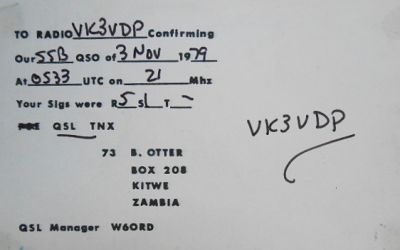 TO RADIO VK3VDP Confirming
Our SSB QSO of 3 NOV 1979
At 0533 UTC on 21 Mhz
Your Sigs were R 5 S T -
QSL TNX
VK3VDP
73 B. OTTER
BOX 208
KITWE
ZAMBIA
QSL Manager W6ORD